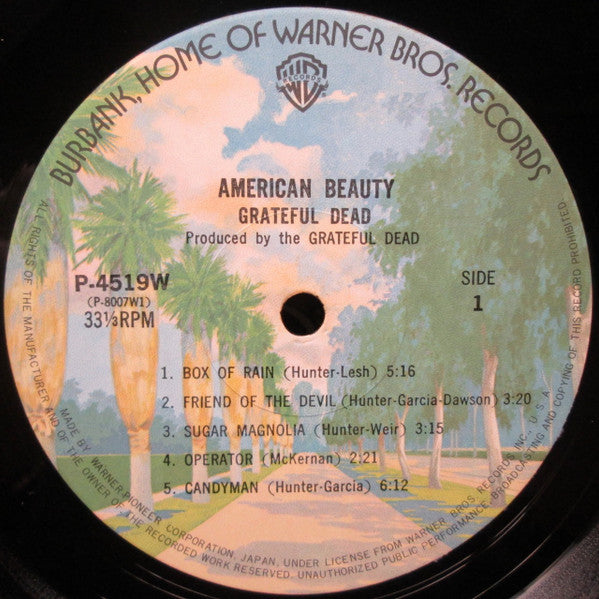 BURBANK, HOME OF WARNER BROS. RECORDS
WB
RECORDS
AMERICAN BEAUTY
GRATEFUL DEAD
Produced by the GRATEFUL DEAD
P-4519W
(P-8007W1)
33⅓RPM
SIDE
1
1. BOX OF RAIN (Hunter-Lesh) 5:16
2. FRIEND OF THE DEVIL (Hunter-Garcia-Dawson) 3:20
3. SUGAR MAGNOLIA (Hunter-Weir) 3:15
4. OPERATOR (McKernan) 2:21
5. CANDYMAN (Hunter-Garcia) 6:12
MADE BY WARNER-PIONEER CORPORATION, JAPAN, UNDER LICENSE FROM WARNER BROS. RECORDS INC., U.S.A.
ALL RIGHTS OF THE MANUFACTURER AND OF THE OWNER OF THE RECORDED WORK RESERVED. UNAUTHORIZED PUBLIC PERFORMANCE, BROADCASTING AND COPYING OF THIS RECORD PROHIBITED.